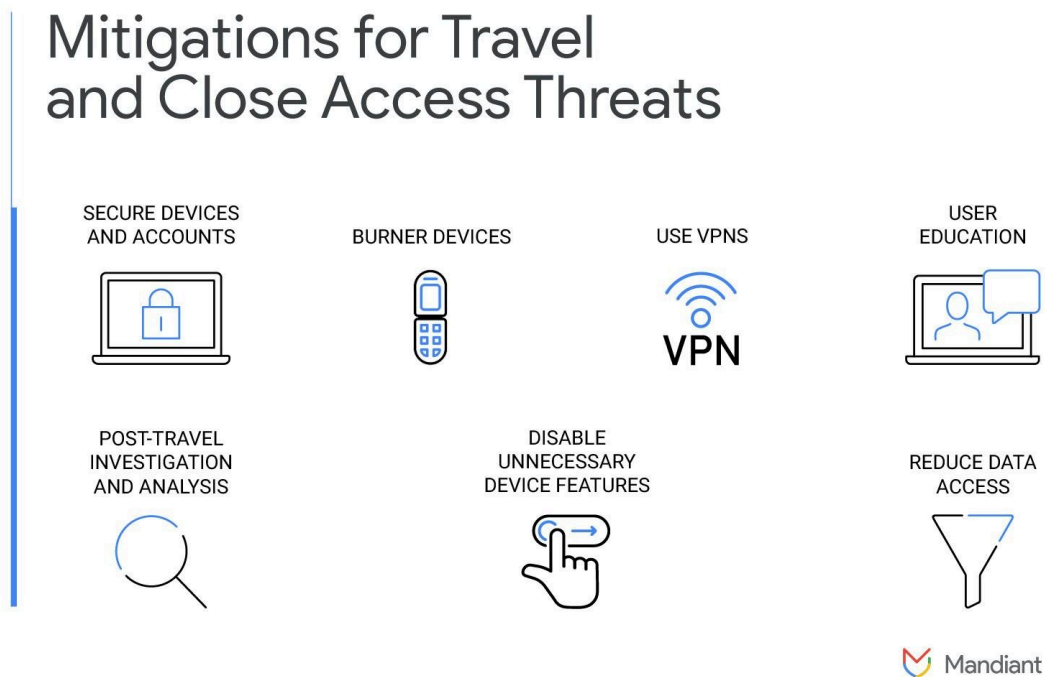 Mitigations for Travel
and Close Access Threats
SECURE DEVICES
AND ACCOUNTS
BURNER DEVICES
USE VPNS
USER
EDUCATION
VPN
POST-TRAVEL
INVESTIGATION
AND ANALYSIS
DISABLE
UNNECESSARY
DEVICE FEATURES
REDUCE DATA
ACCESS
Mandiant